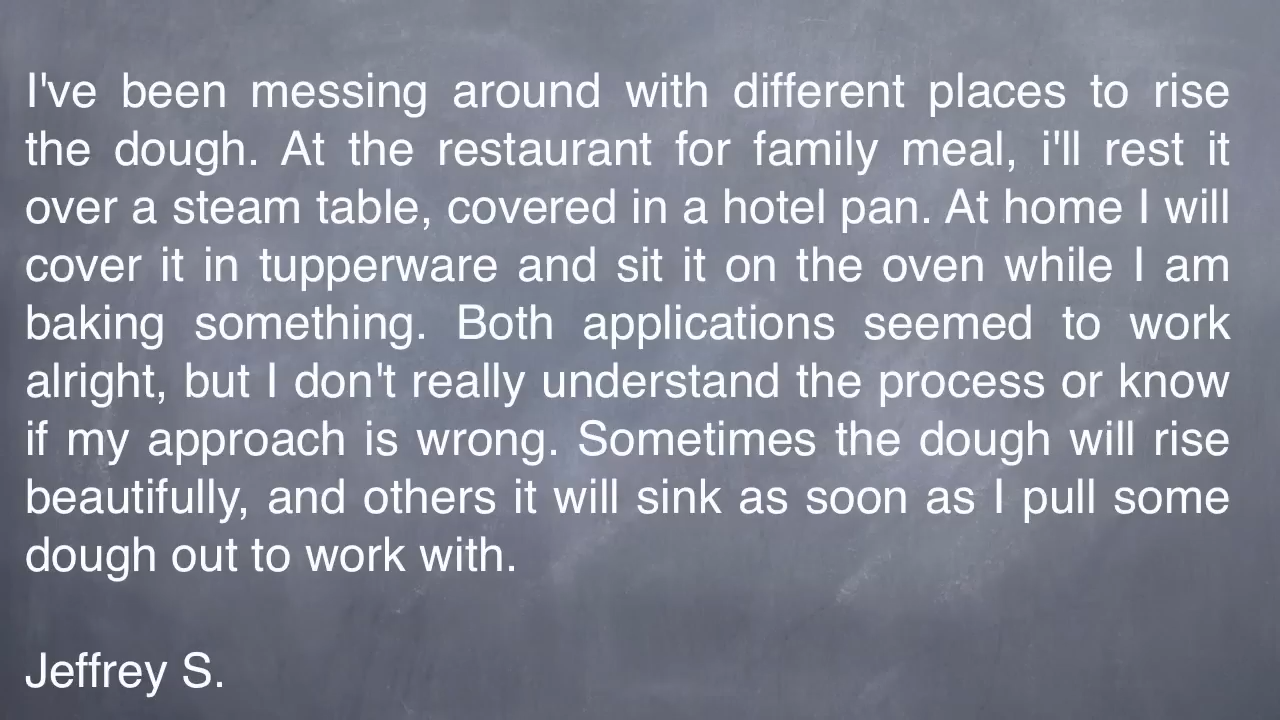 I've been messing around with different places to rise
the dough. At the restaurant for family meal, i'll rest it
over a steam table, covered in a hotel pan. At home I will
cover it in tupperware and sit it on the oven while I am
baking something. Both applications seemed to work
alright, but I don't really understand the process or know
if my approach is wrong. Sometimes the dough will rise
beautifully, and others it will sink as soon as I pull some
dough out to work with.
Jeffrey S.